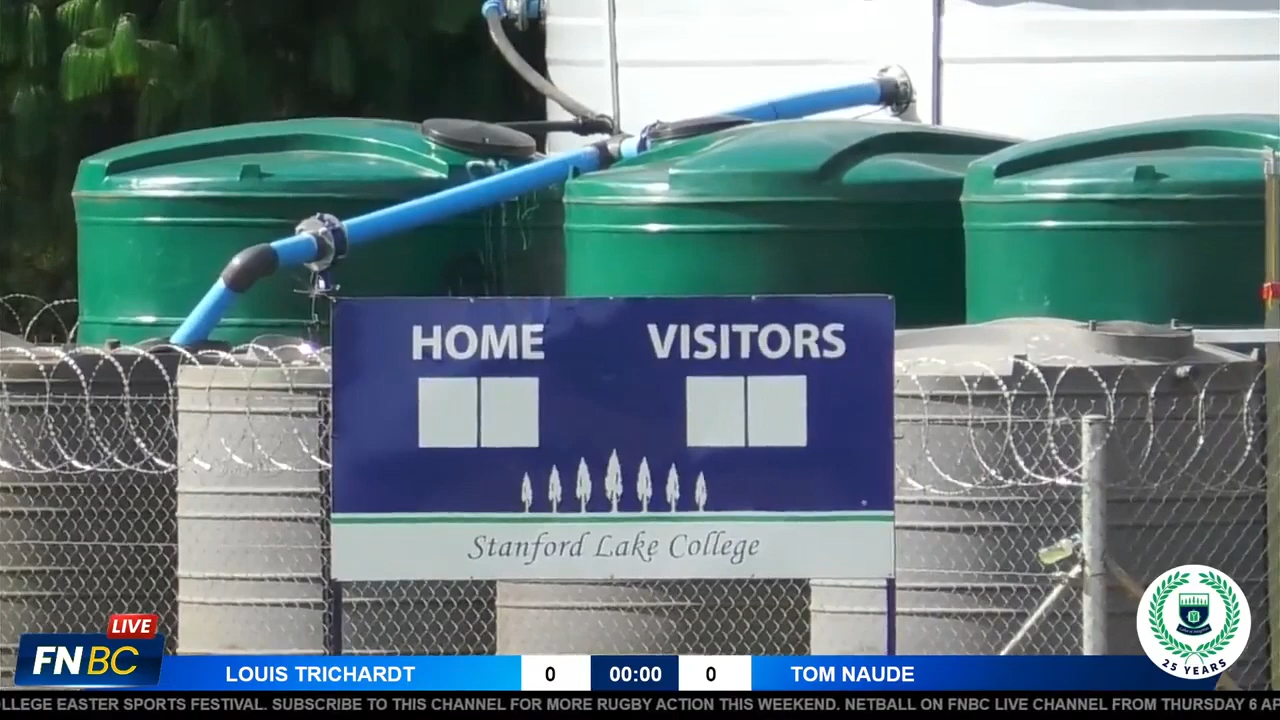 HOME VISITORS
Stanford Lake College
LIVE
FNBC LOUIS TRICHARDT 0 00:00 0 TOM NAUDE
25 YEARS
LLEGE EASTER SPORTS FESTIVAL. SUBSCRIBE TO THIS CHANNEL FOR MORE RUGBY ACTION THIS WEEKEND. NETBALL ON FNBC LIVE CHANNEL FROM THURSDAY 6